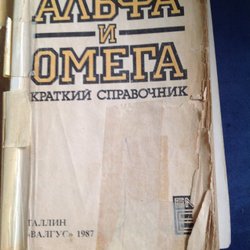 АЛЬФА
И
ОМЕГА
КРАТКИЙ СПРАВОЧНИК
ТАЛЛИН
«ВАЛГУС» 1987